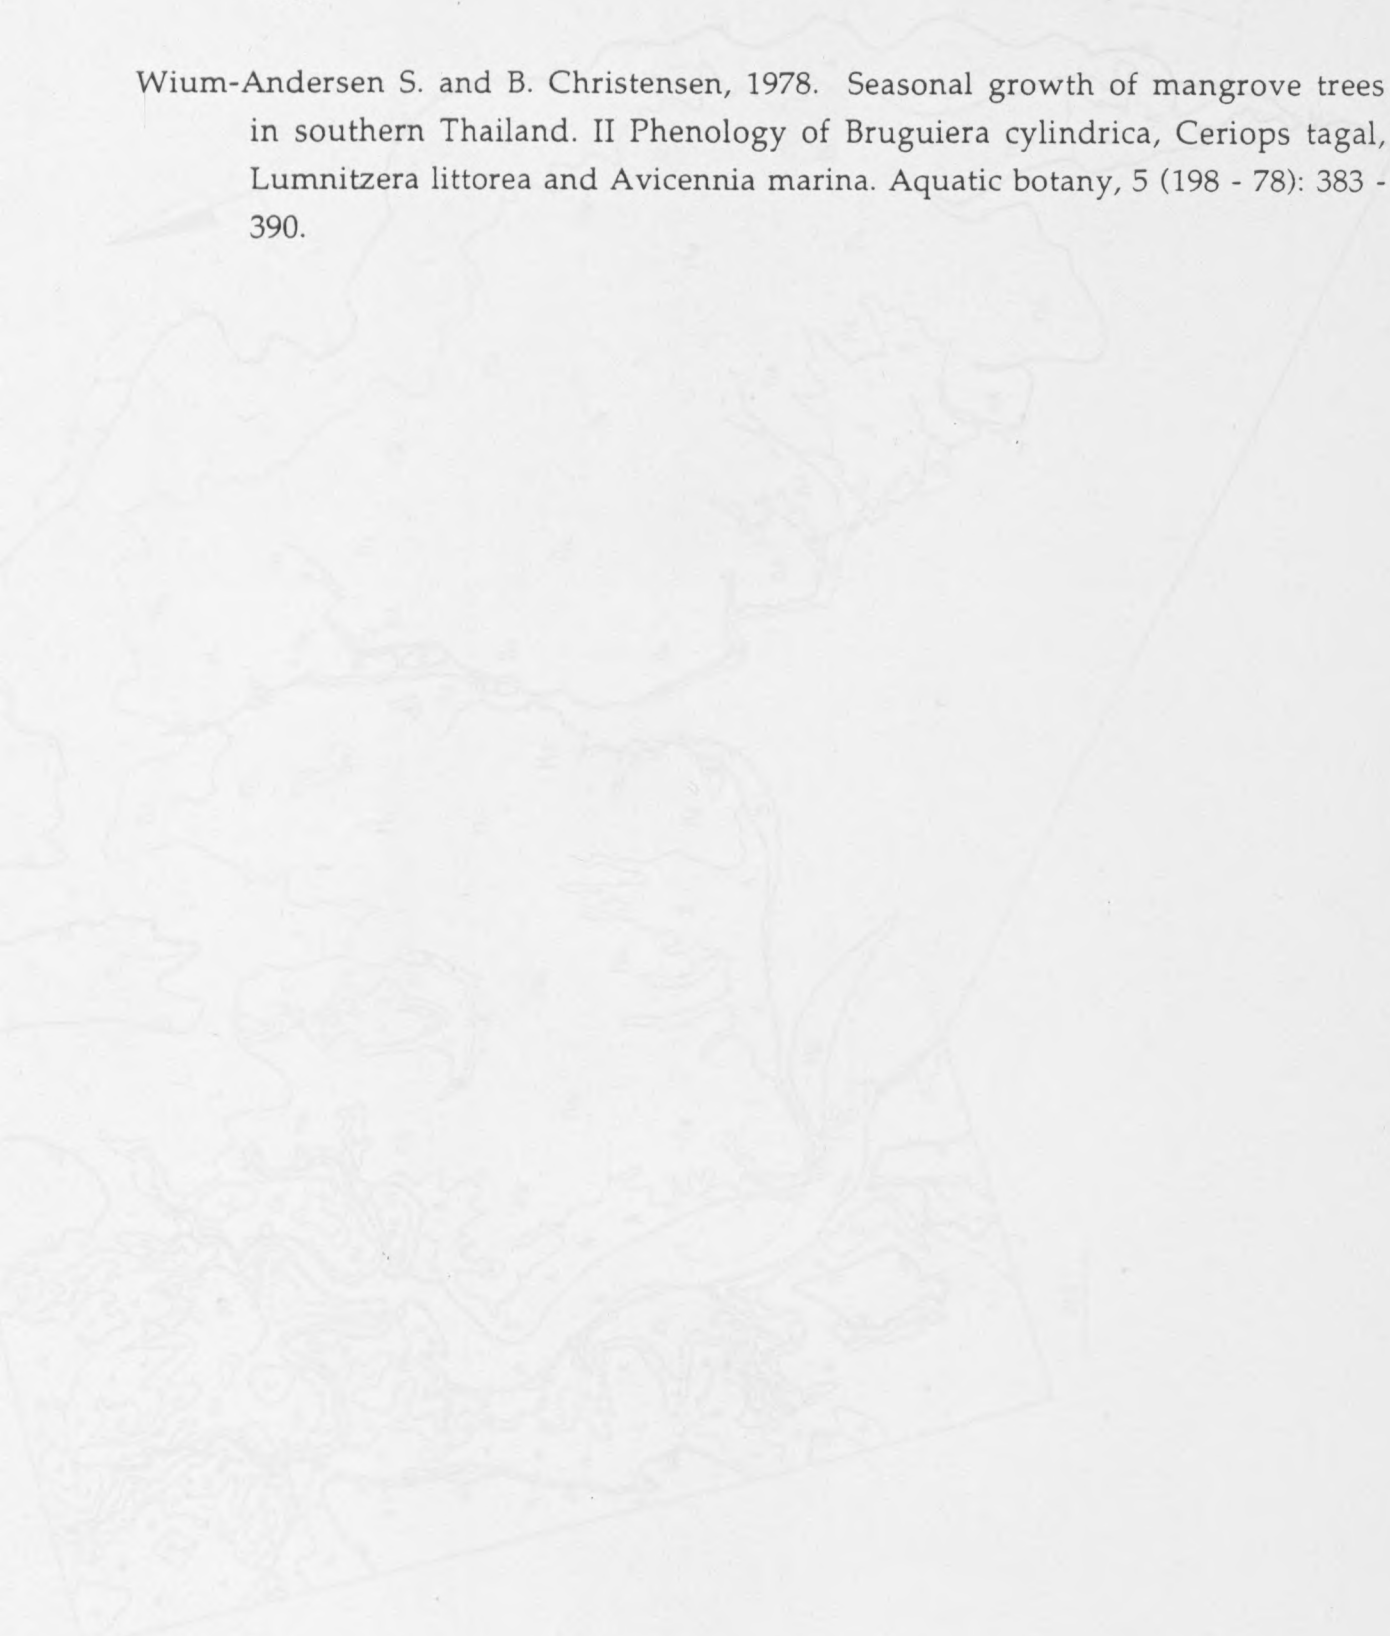 Wium-Andersen S. and B. Christensen, 1978. Seasonal growth of mangrove trees
in southern Thailand. II Phenology of Bruguiera cylindrica, Ceriops tagal,
Lumnitzera littorea and Avicennia marina. Aquatic botany, 5 (198 - 78): 383 -
390.